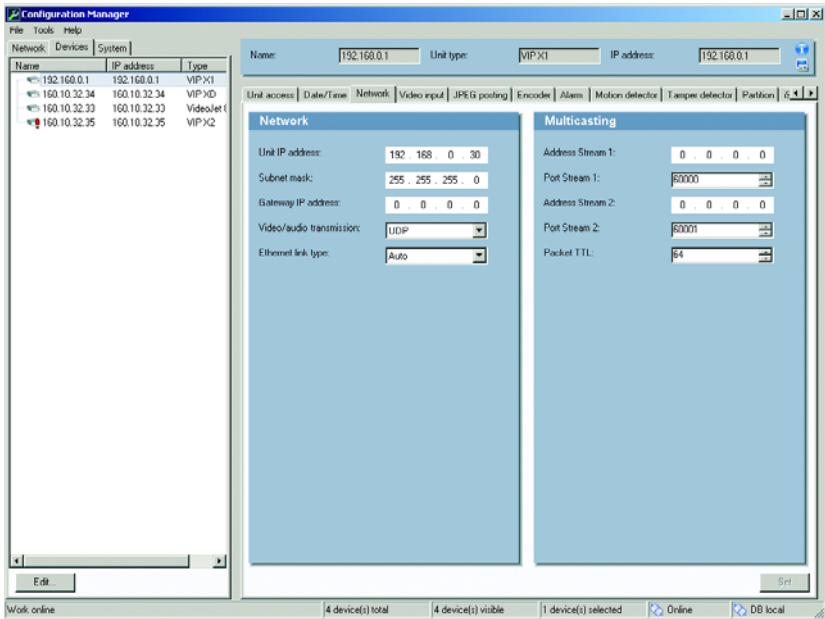 Configuration Manager
File Tools Help
Network Devices System
Name IP address Type
192.168.0.1 192.168.0.1 VIP X1
160.10.32.34 160.10.32.34 VIP XD
160.10.32.33 160.10.32.33 VideoJet
160.10.32.35 160.10.32.35 VIP X2
Edit...
Name: 192.168.0.1 Unit type: VIP X1 IP address: 192.168.0.1
Unit access Date/Time Network Video input JPEG posting Encoder Alarm Motion detector Tamper detector Partition
Network
Unit IP address: 192 . 168 . 0 . 30
Subnet mask: 255 . 255 . 255 . 0
Gateway IP address: 0 . 0 . 0 . 0
Video/audio transmission: UDP
Ethernet link type: Auto
Multicasting
Address Stream 1: 0 . 0 . 0 . 0
Port Stream 1: 60000
Address Stream 2: 0 . 0 . 0 . 0
Port Stream 2: 60001
Packet TTL: 64
Set
Work online 4 device(s) total 4 device(s) visible 1 device(s) selected Online DB local